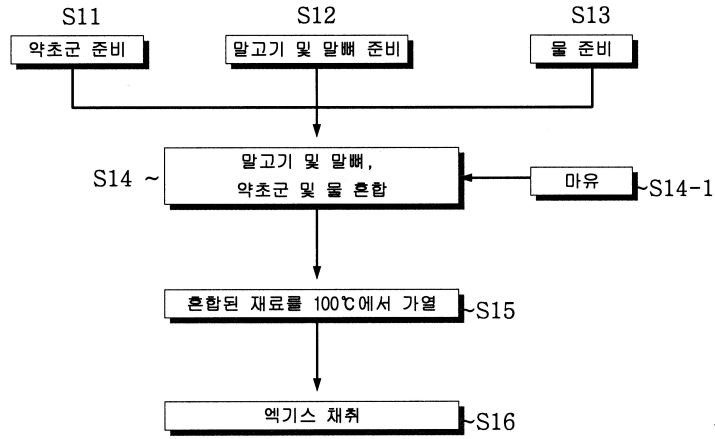 S11
S12
S13
약초군 준비
말고기 및 말뼈 준비
물 준비
말고기 및 말뼈,
약초군 및 물 혼합
S14 ~
마유
~S14-1
혼합된 재료를 100℃에서 가열
~S15
엑기스 채취
~S16